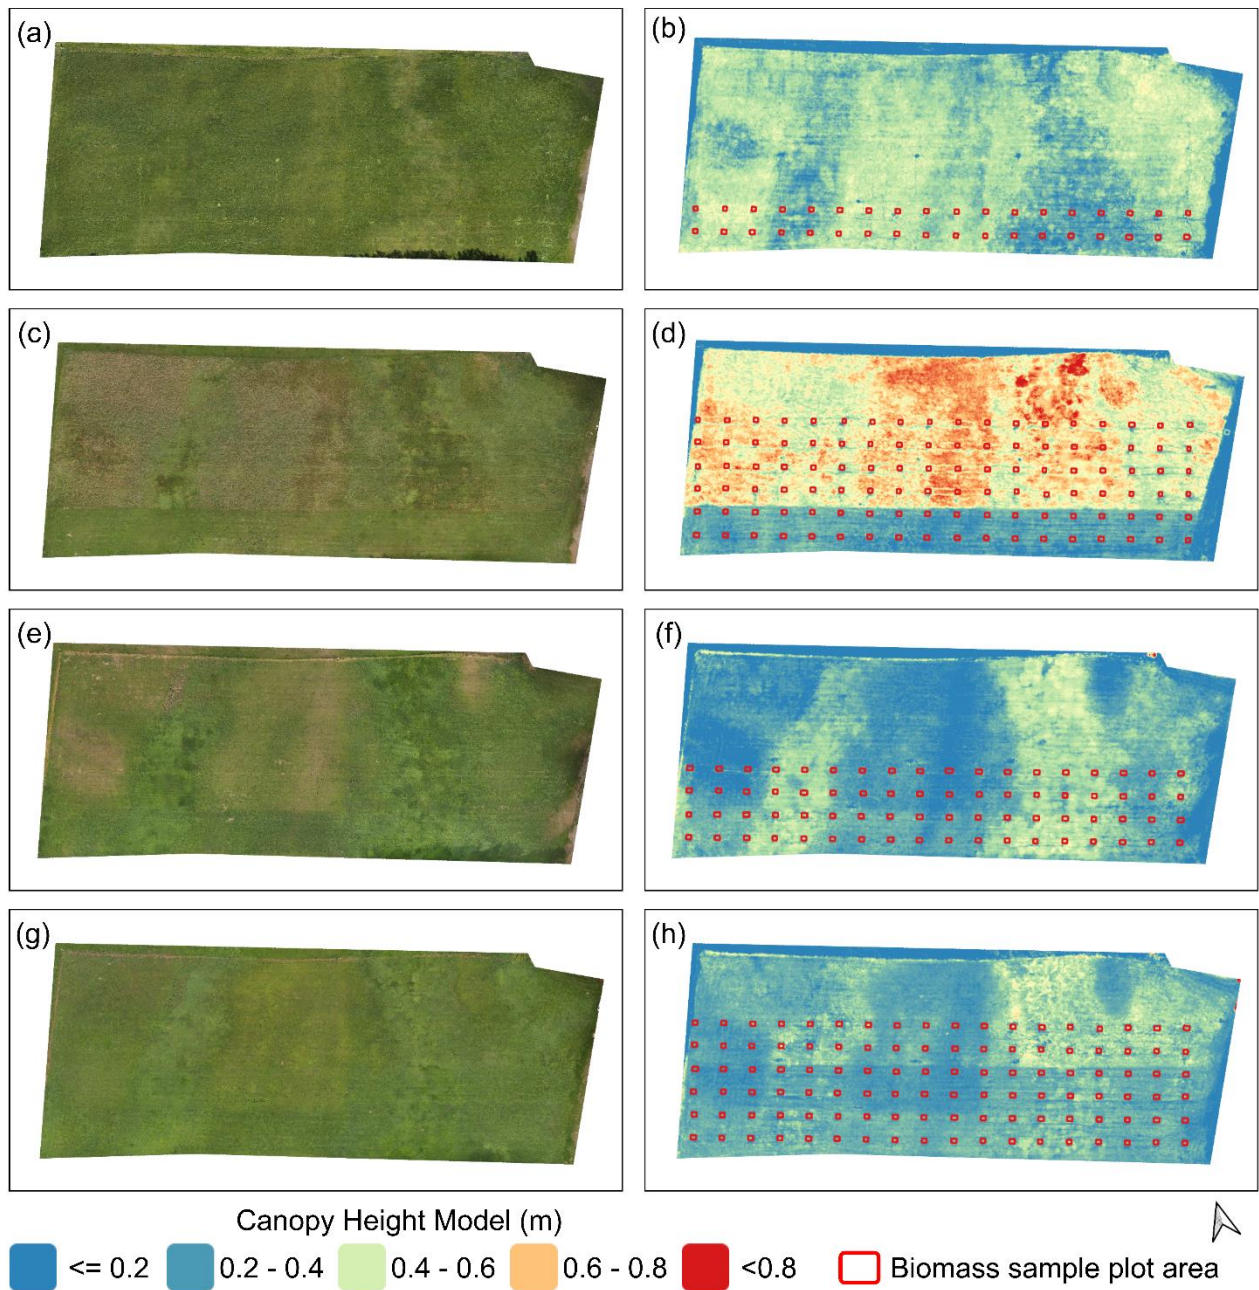 (a)
(b)
(c)
(d)
(e)
(f)
(g)
(h)
Canopy Height Model (m)
<= 0.2
0.2 - 0.4
0.4 - 0.6
0.6 - 0.8
<0.8
Biomass sample plot area